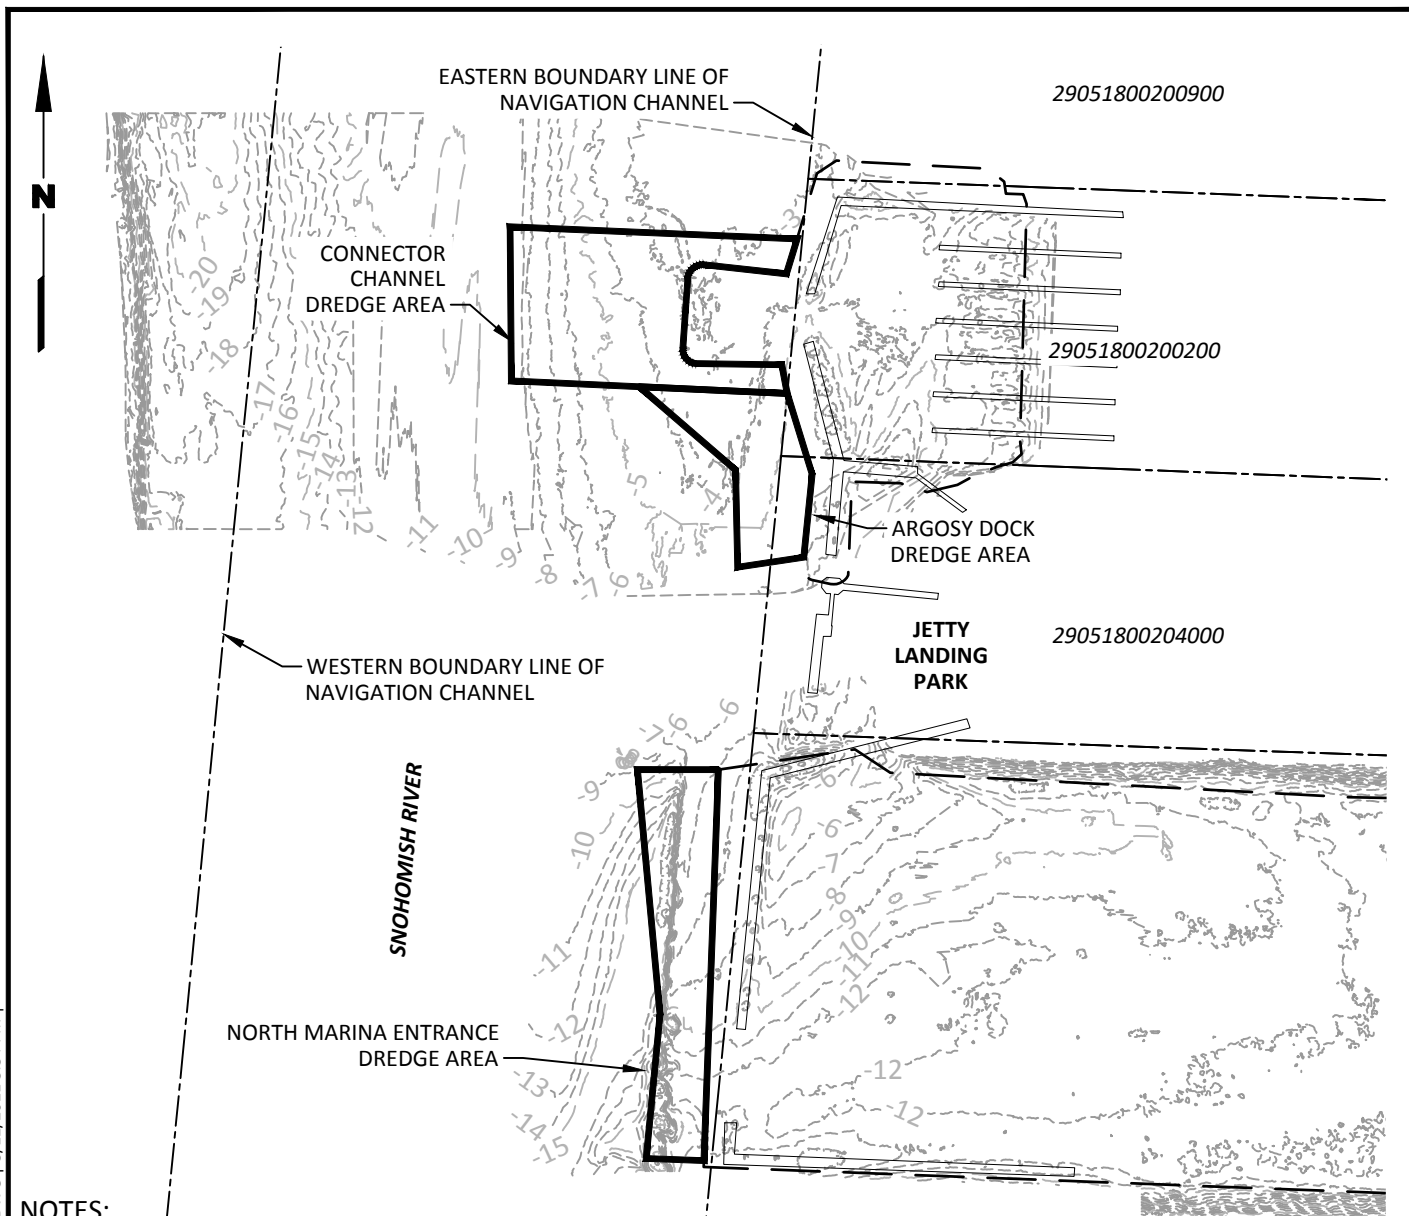 EASTERN BOUNDARY LINE OF
NAVIGATION CHANNEL
29051800200900
N
CONNECTOR
CHANNEL
DREDGE AREA
-3
-20
-19
-18
-17
-16
-15
-14
-13
-12
-11
-10
-9
-8
-7
-6
-5
-4
29051800200200
ARGOSY DOCK
DREDGE AREA
JETTY
LANDING
PARK
29051800204000
WESTERN BOUNDARY LINE OF
NAVIGATION CHANNEL
-7
-6
-6
-9
-10
-11
-12
-13
-14
-15
SNOHOMISH RIVER
-6
-6
-7
-8
-9
-10
-11
-12
-12
-12
NORTH MARINA ENTRANCE
DREDGE AREA
NOTES: